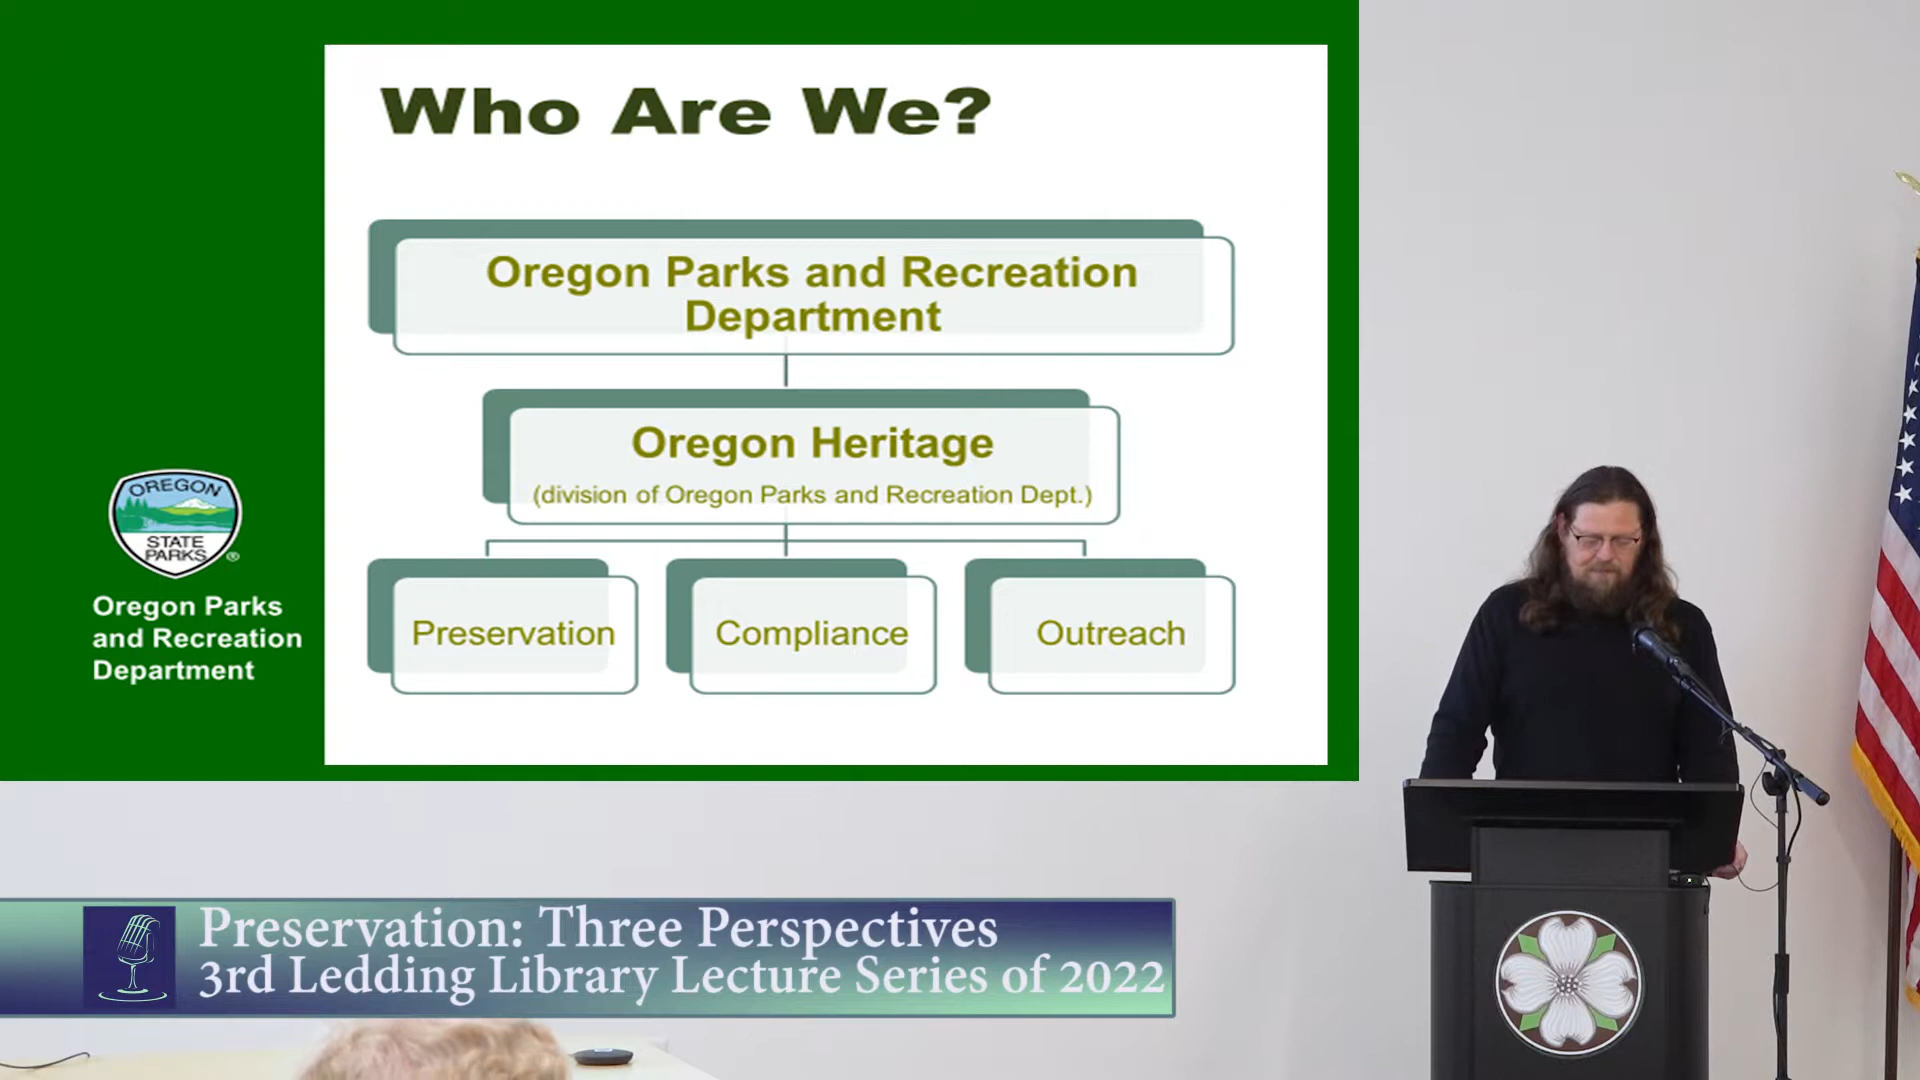 Who Are We?
Oregon Parks and Recreation
Department
Oregon Heritage
(division of Oregon Parks and Recreation Dept.)
Preservation
Compliance
Outreach
OREGON
STATE
PARKS
®
Oregon Parks
and Recreation
Department
Preservation: Three Perspectives
3rd Ledding Library Lecture Series of 2022